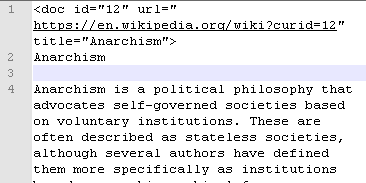 1 <doc id="12" url="
https://en.wikipedia.org/wiki?curid=12"
title="Anarchism">
2 Anarchism
3
4 Anarchism is a political philosophy that
advocates self-governed societies based
on voluntary institutions. These are
often described as stateless societies,
although several authors have defined
them more specifically as institutions